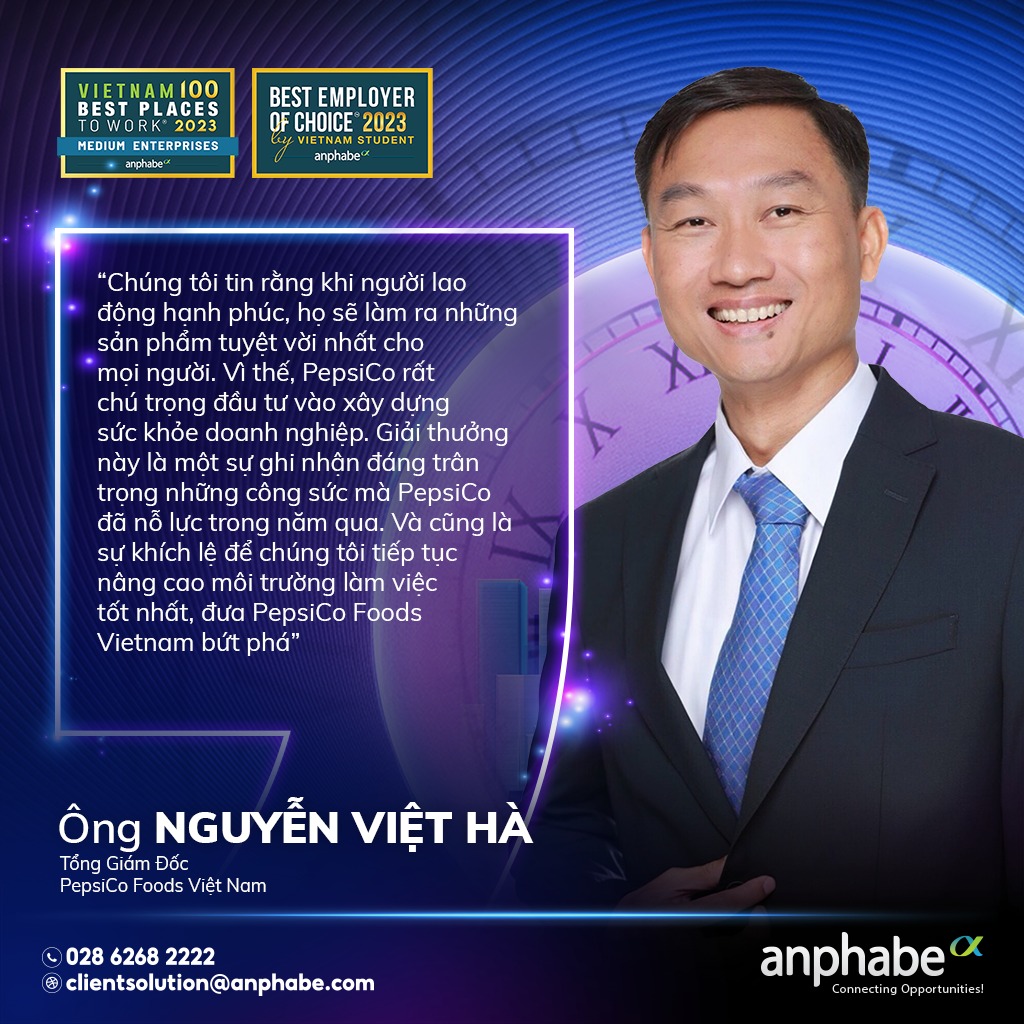 VIETNAM 100
BEST PLACES
TO WORK® 2023
MEDIUM ENTERPRISES
anphabe
BEST EMPLOYER
OF CHOICE 2023
by VIETNAM STUDENT
anphabe
“Chúng tôi tin rằng khi người lao
động hạnh phúc, họ sẽ làm ra những
sản phẩm tuyệt vời nhất cho
mọi người. Vì thế, PepsiCo rất
chú trọng đầu tư vào xây dựng
sức khỏe doanh nghiệp. Giải thưởng
này là một sự ghi nhận đáng trân
trọng những công sức mà PepsiCo
đã nỗ lực trong năm qua. Và cũng là
sự khích lệ để chúng tôi tiếp tục
nâng cao môi trường làm việc
tốt nhất, đưa PepsiCo Foods
Vietnam bứt phá”
IX X XI I II
Ông NGUYỄN VIỆT HÀ
Tổng Giám Đốc
PepsiCo Foods Việt Nam
028 6268 2222
clientsolution@anphabe.com
anphabe
Connecting Opportunities!